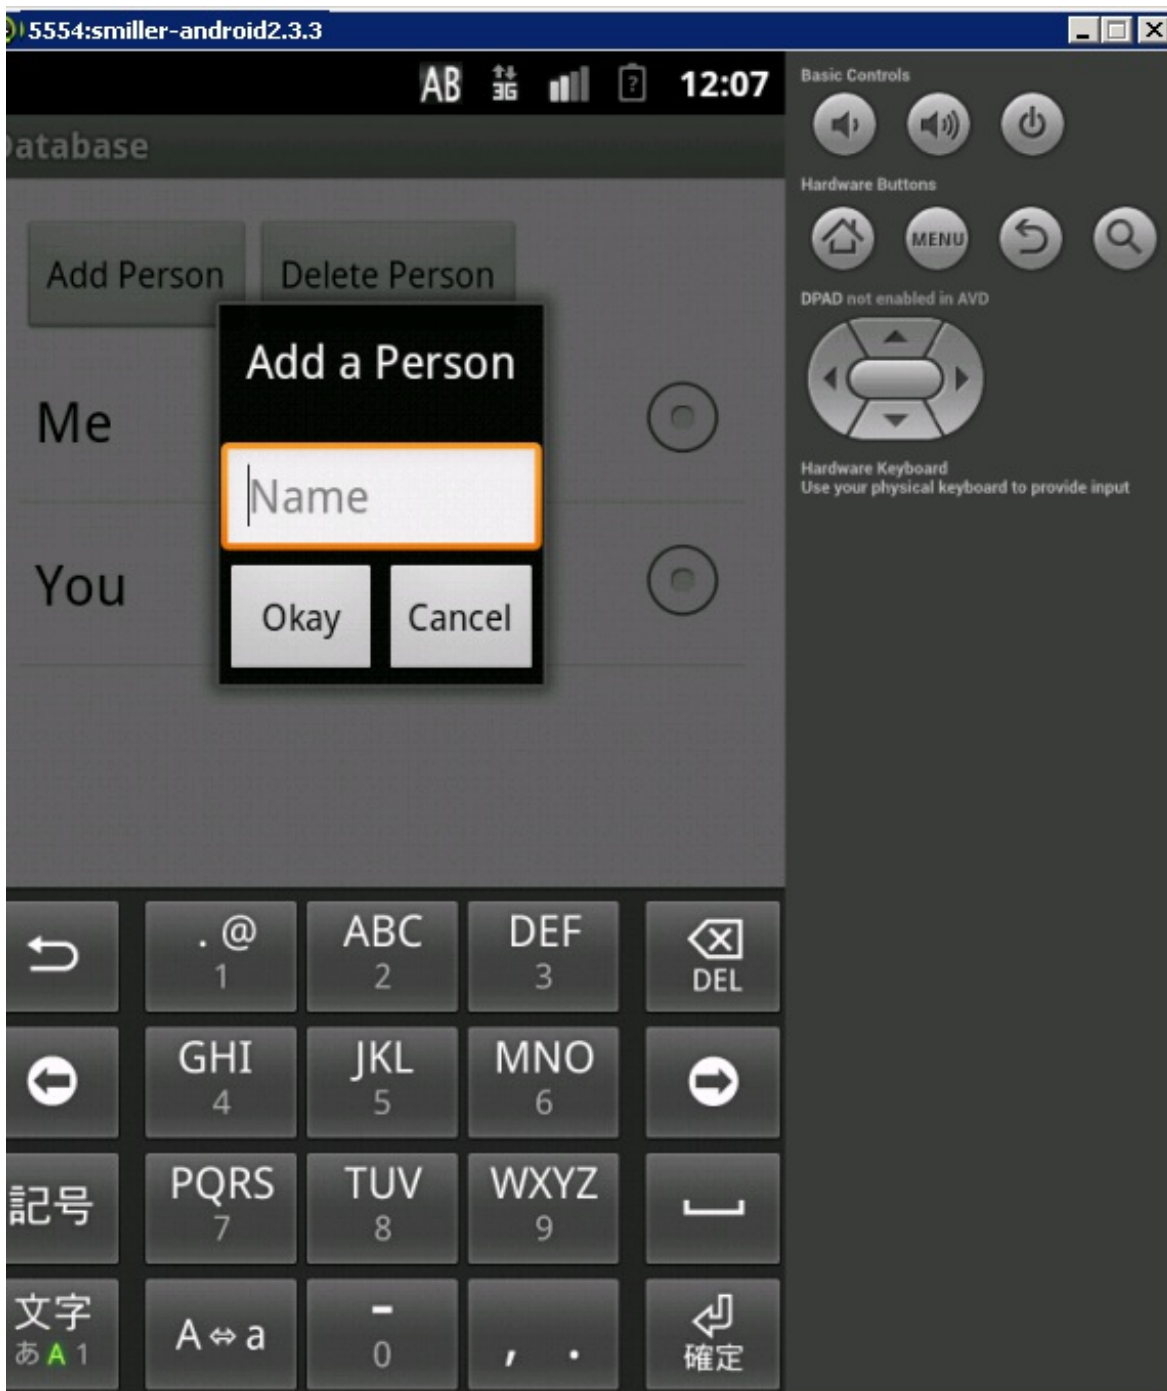 5554:smiller-android2.3.3
AB 3G 12:07
Database
Add Person Delete Person
Add a Person
Me
Name
You
Okay Cancel
. @ ABC DEF
1 2 3 DEL
GHI JKL MNO
4 5 6
記号 PQRS TUV WXYZ
7 8 9
文字 A⇔a - , .
あA1 0 確定
Basic Controls
Hardware Buttons
MENU
DPAD not enabled in AVD
Hardware Keyboard
Use your physical keyboard to provide input